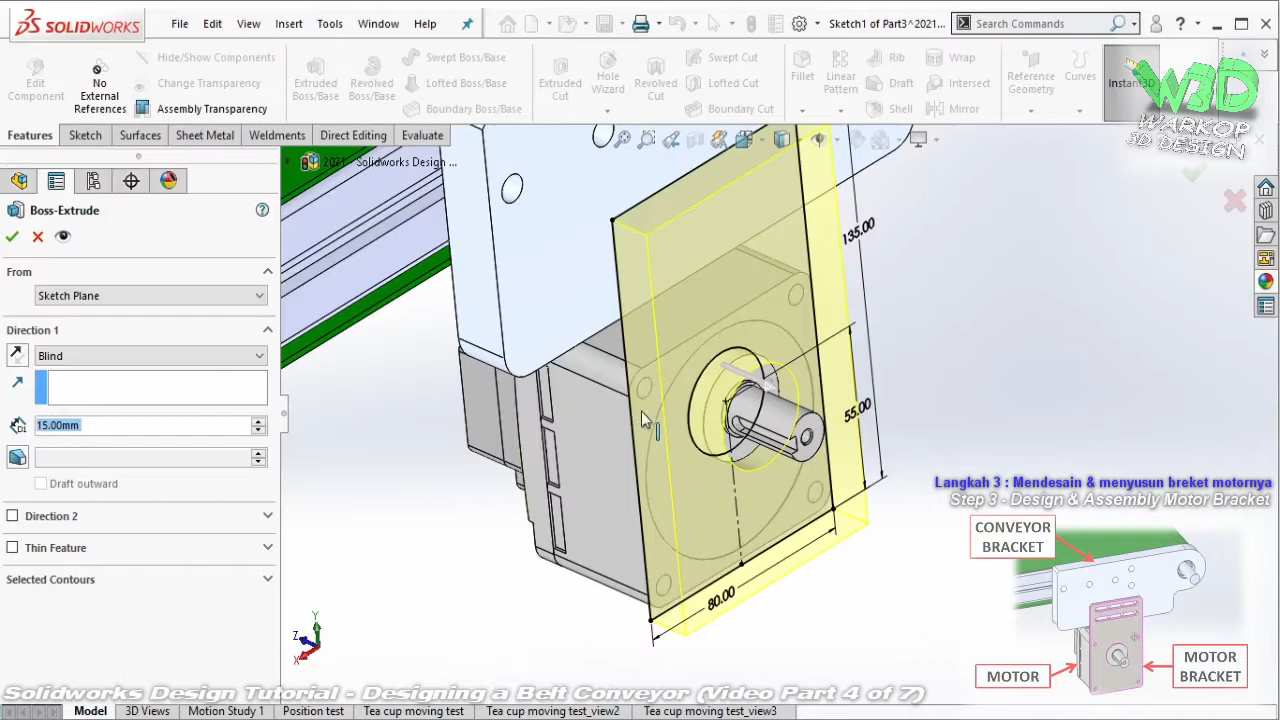 SOLIDWORKS
File Edit View Insert Tools Window Help
Sketch1 of Part3^2021...
Search Commands
Edit Component
No External References
Hide/Show Components
Change Transparency
Assembly Transparency
Extruded Boss/Base
Revolved Boss/Base
Swept Boss/Base
Lofted Boss/Base
Boundary Boss/Base
Extruded Cut
Hole Wizard
Revolved Cut
Swept Cut
Lofted Cut
Boundary Cut
Fillet
Linear Pattern
Rib
Draft
Shell
Wrap
Intersect
Mirror
Reference Geometry
Curves
Instant3D
W3D
WARKOP
3D DESIGN
Features Sketch Surfaces Sheet Metal Weldments Direct Editing Evaluate
2021 - Solidworks Design ...
Boss-Extrude
From
Sketch Plane
Direction 1
Blind
15.00mm
Draft outward
Direction 2
Thin Feature
Selected Contours
135.00
55.00
80.00
Y
Z
X
Langkah 3 : Mendesain & menyusun breket motornya
Step 3 - Design & Assembly Motor Bracket
CONVEYOR
BRACKET
MOTOR
MOTOR
BRACKET
Solidworks Design Tutorial - Designing a Belt Conveyor (Video Part 4 of 7)
Model 3D Views Motion Study 1 Position test Tea cup moving test Tea cup moving test_view2 Tea cup moving test_view3